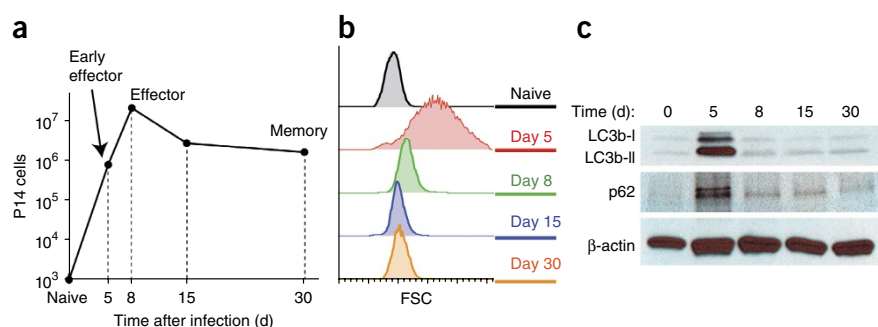 a
Early
effector
Effector
Memory
P14 cells
10⁷
10⁶
10⁵
10⁴
10³
Naive 5 8 15 30
Time after infection (d)
b
Naive
Day 5
Day 8
Day 15
Day 30
FSC
c
Time (d): 0 5 8 15 30
LC3b-I
LC3b-II
p62
β-actin